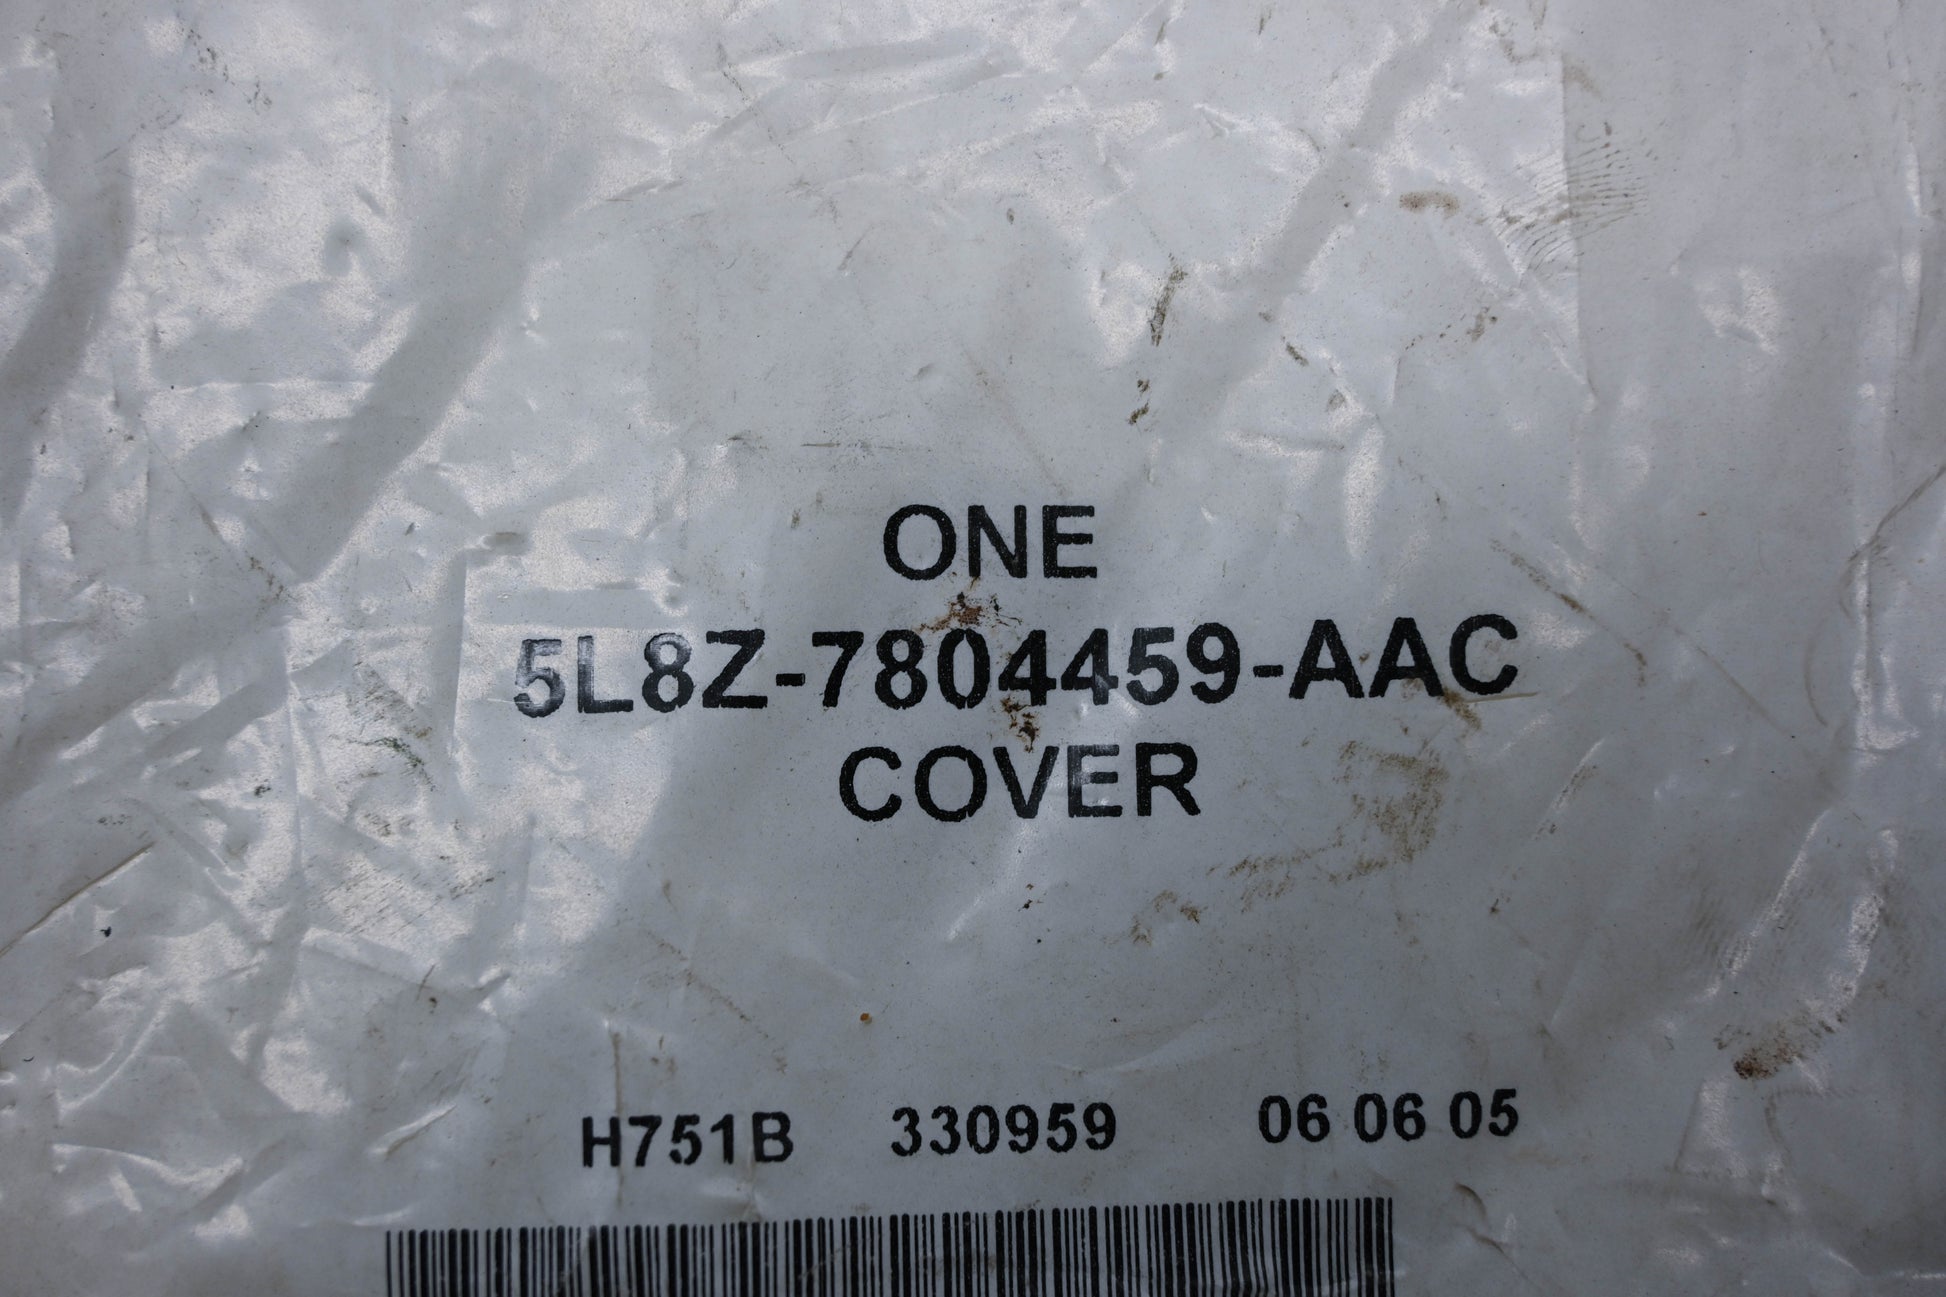 ONE
5L8Z-7804459-AAC
COVER
H751B 330959 06 06 05